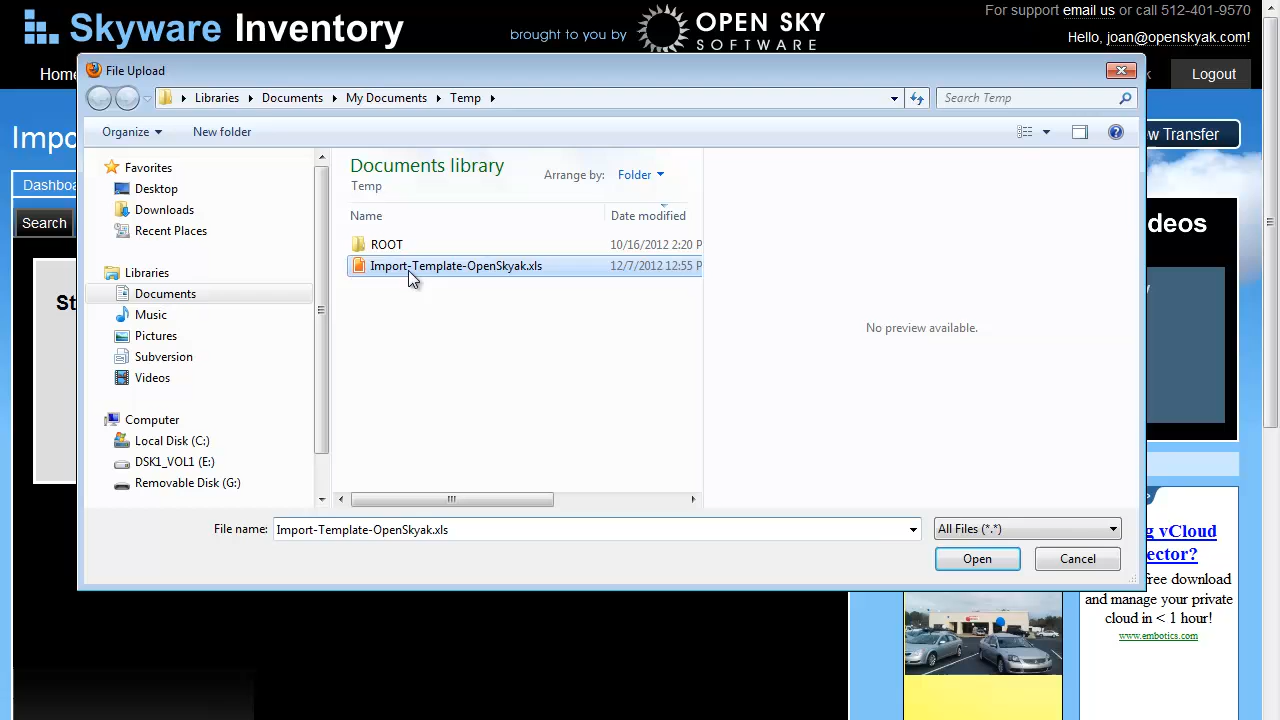 For support email us or call 512-401-9570
Skyware Inventory
brought to you by
OPEN SKY
SOFTWARE
Hello, joan@openskyak.com!
Home
Logout
File Upload
Libraries
Documents
My Documents
Temp
Search Temp
Organize
New folder
w Transfer
Dashboa
Search
deos
Favorites
Desktop
Downloads
Recent Places
Libraries
Documents
Music
Pictures
Subversion
Videos
Computer
Local Disk (C:)
DSK1_VOL1 (E:)
Removable Disk (G:)
Documents library
Temp
Arrange by: Folder
Name
Date modified
ROOT
10/16/2012 2:20 P
Import-Template-OpenSkyak.xls
12/7/2012 12:55 P
No preview available.
File name: Import-Template-OpenSkyak.xls
All Files (*.*)
Open
Cancel
Impo
St
g vCloud
ector?
free download
and manage your private
cloud in < 1 hour!
www.embotics.com